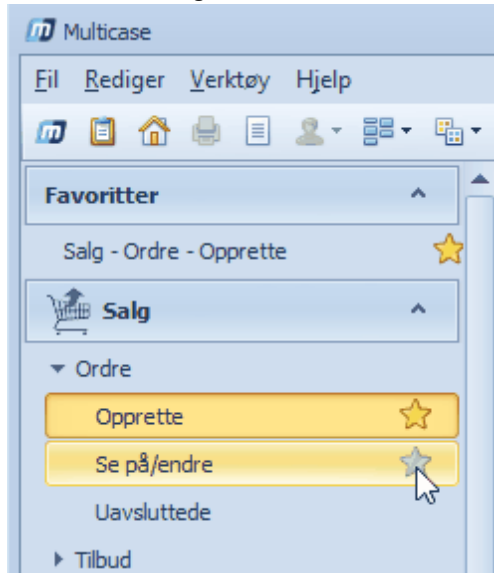 Multicase
Fil Rediger Verktøy Hjelp
Favoritter
Salg - Ordre - Opprette
Salg
Ordre
Opprette
Se på/endre
Uavsluttede
Tilbud